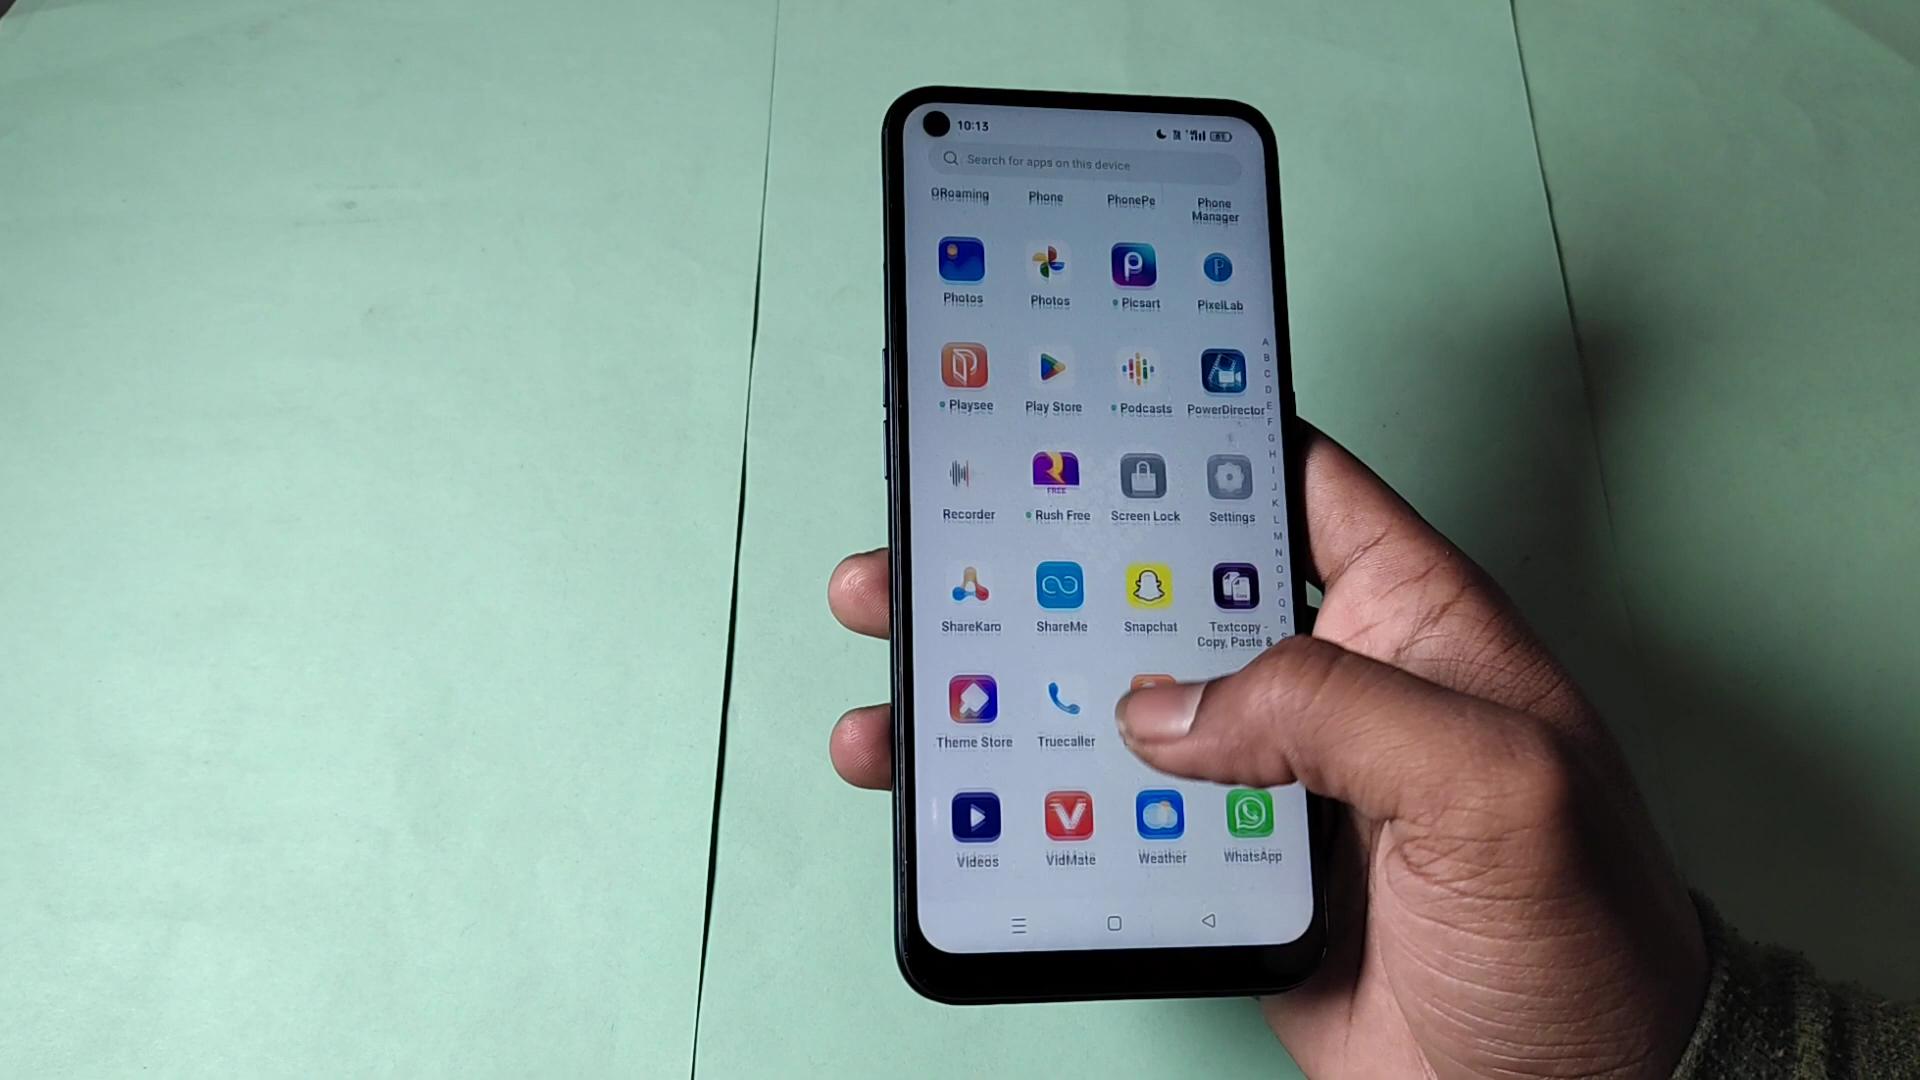 10:13
Search for apps on this device
ORoaming
Phone
PhonePe
Phone
Manager
Photos
Photos
Picsart
PixelLab
Playsee
Play Store
Podcasts
PowerDirector
Recorder
FREE
Rush Free
Screen Lock
Settings
ShareKaro
ShareMe
Snapchat
Textcopy -
Copy, Paste &
Theme Store
Truecaller
Videos
VidMate
Weather
WhatsApp
A
B
C
D
E
F
G
H
I
J
K
L
M
N
O
P
Q
R